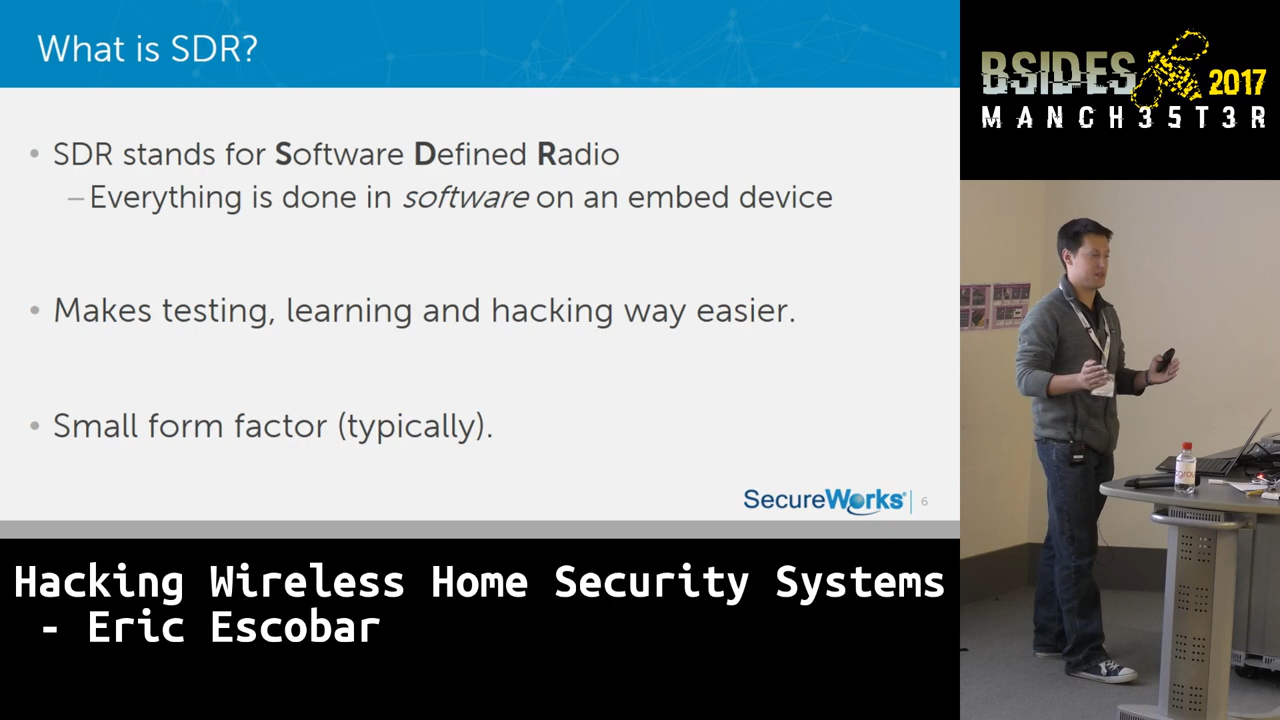 What is SDR?
• SDR stands for Software Defined Radio
– Everything is done in software on an embed device
• Makes testing, learning and hacking way easier.
• Small form factor (typically).
SecureWorks® | 6
Hacking Wireless Home Security Systems
- Eric Escobar
BSIDES 2017
MANCH35T3R